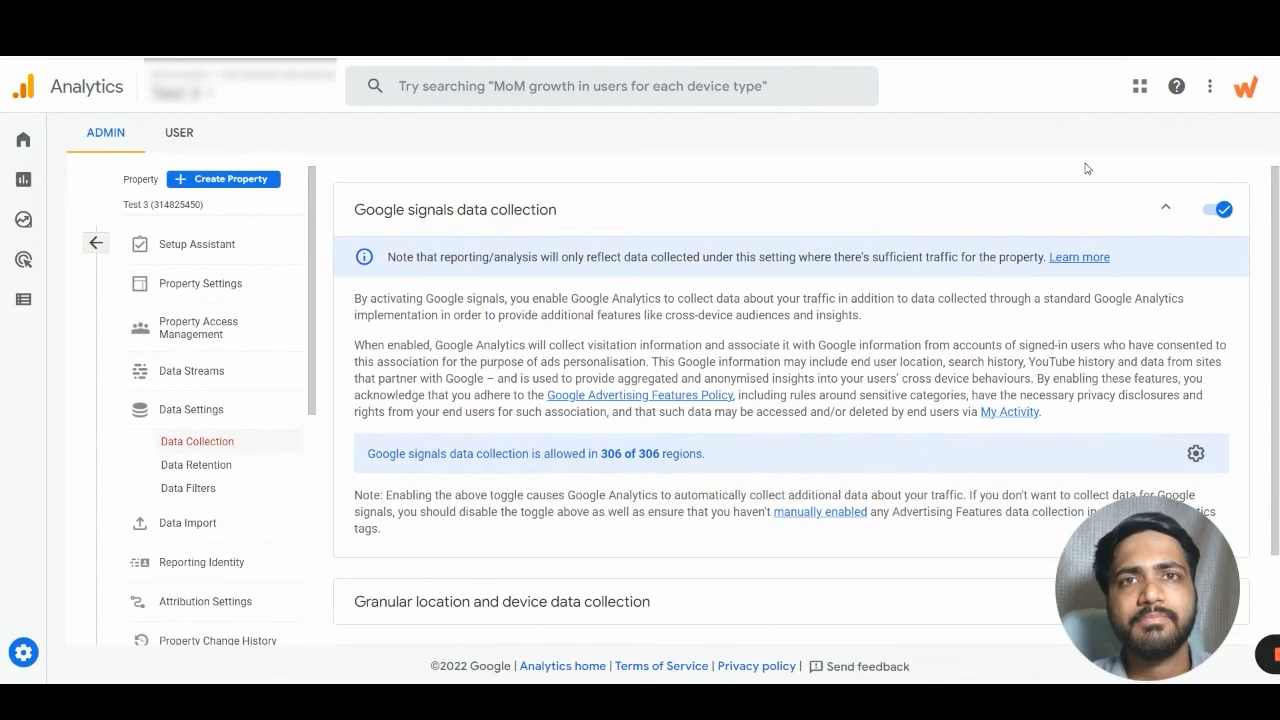 Analytics
Try searching "MoM growth in users for each device type"
ADMIN
USER
Property
Create Property
Test 3 (314825450)
Setup Assistant
Property Settings
Property Access
Management
Data Streams
Data Settings
Data Collection
Data Retention
Data Filters
Data Import
Reporting Identity
Attribution Settings
Property Change History
Google signals data collection
Note that reporting/analysis will only reflect data collected under this setting where there's sufficient traffic for the property. Learn more
By activating Google signals, you enable Google Analytics to collect data about your traffic in addition to data collected through a standard Google Analytics
implementation in order to provide additional features like cross-device audiences and insights.
When enabled, Google Analytics will collect visitation information and associate it with Google information from accounts of signed-in users who have consented to
this association for the purpose of ads personalisation. This Google information may include end user location, search history, YouTube history and data from sites
that partner with Google – and is used to provide aggregated and anonymised insights into your users' cross device behaviours. By enabling these features, you
acknowledge that you adhere to the Google Advertising Features Policy, including rules around sensitive categories, have the necessary privacy disclosures and
rights from your end users for such association, and that such data may be accessed and/or deleted by end users via My Activity.
Google signals data collection is allowed in 306 of 306 regions.
Note: Enabling the above toggle causes Google Analytics to automatically collect additional data about your traffic. If you don't want to collect data for Google
signals, you should disable the toggle above as well as ensure that you haven't manually enabled any Advertising Features data collection in
tags.
Granular location and device data collection
©2022 Google | Analytics home | Terms of Service | Privacy policy | Send feedback